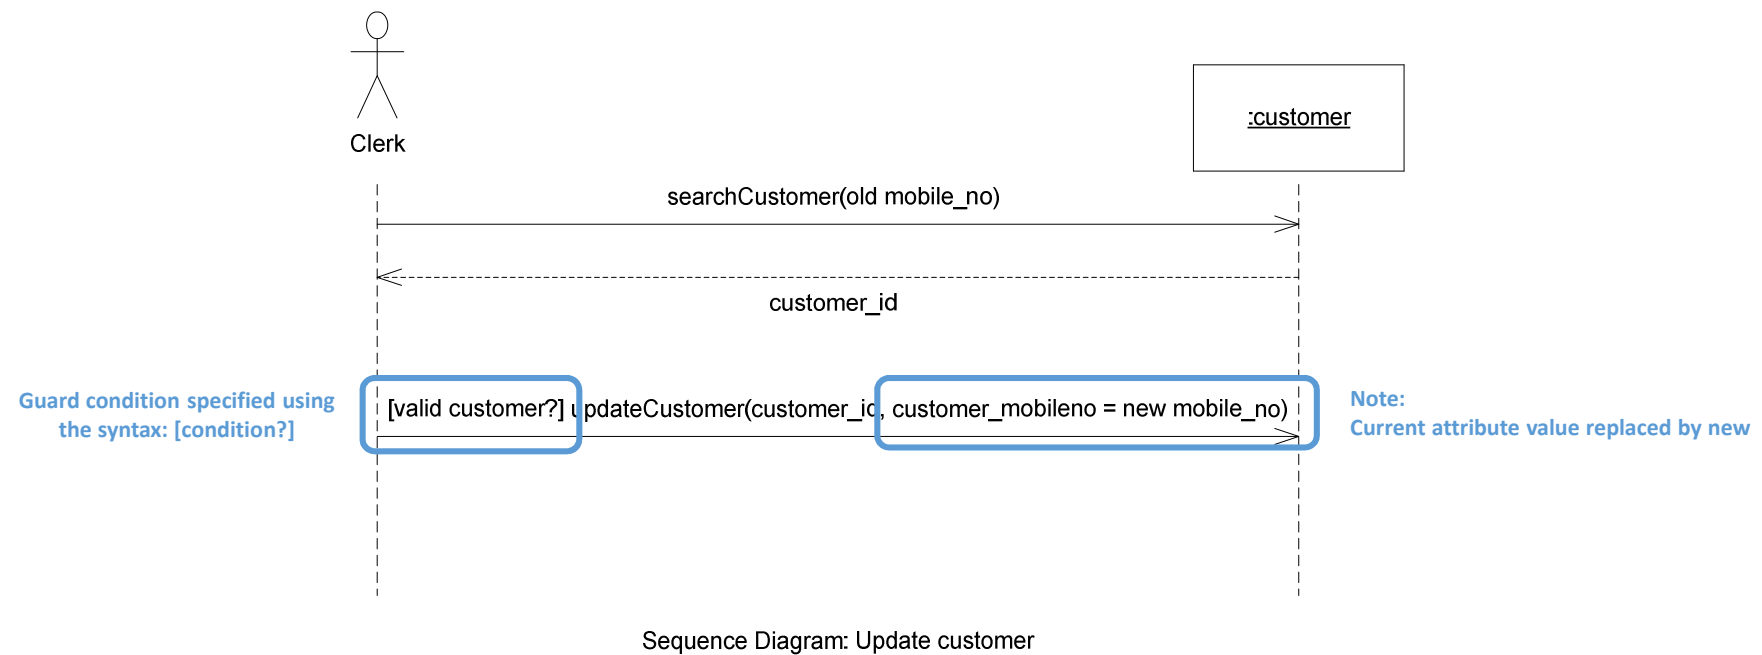 :customer
Clerk
searchCustomer(old mobile_no)
customer_id
Guard condition specified using
the syntax: [condition?]
[valid customer?] updateCustomer(customer_id, customer_mobileno = new mobile_no)
Note:
Current attribute value replaced by new
Sequence Diagram: Update customer